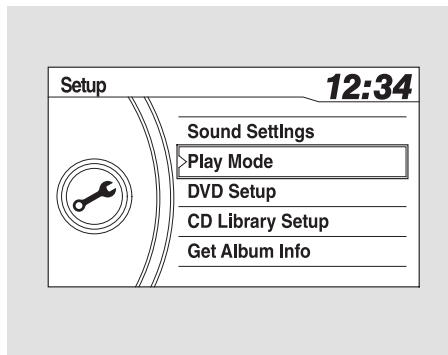 Setup
12:34
Sound Settings
Play Mode
DVD Setup
CD Library Setup
Get Album Info